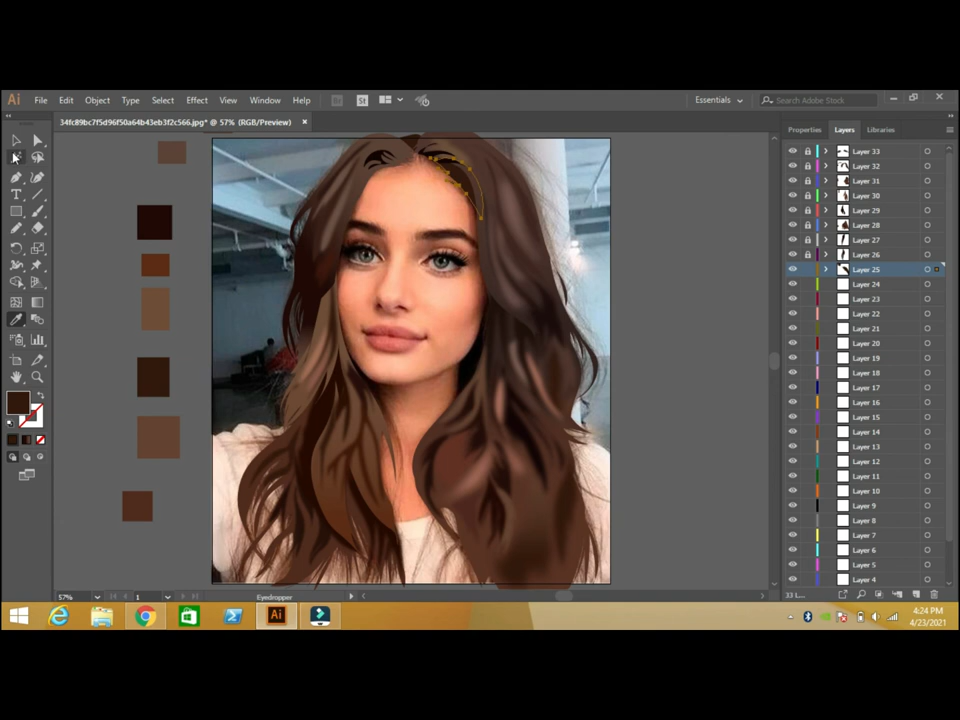 Ai File Edit Object Type Select Effect View Window Help Br St Essentials Search Adobe Stock
34fc89bc7f5d96f50a64b43eb3f2c566.jpg* @ 57% (RGB/Preview)
Properties Layers Libraries
Layer 33
Layer 32
Layer 31
Layer 30
Layer 29
Layer 28
Layer 27
Layer 26
Layer 25
Layer 24
Layer 23
Layer 22
Layer 21
Layer 20
Layer 19
Layer 18
Layer 17
Layer 16
Layer 15
Layer 14
Layer 13
Layer 12
Layer 11
Layer 10
Layer 9
Layer 8
Layer 7
Layer 6
Layer 5
Layer 4
57% 1 Eyedropper 33 L...
Ai 4:24 PM
4/23/2021